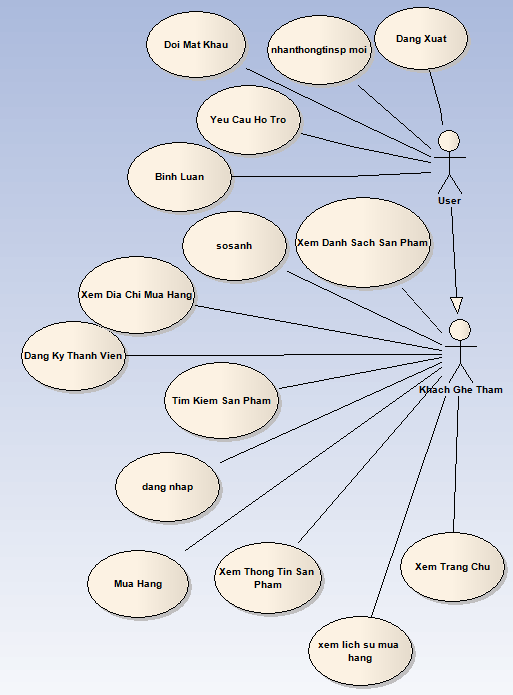 Dang Xuat
Doi Mat Khau
nhanthongtinsp moi
Yeu Cau Ho Tro
Binh Luan
User
sosanh
Xem Danh Sach San Pham
Xem Dia Chi Mua Hang
Dang Ky Thanh Vien
Khach Ghe Tham
Tim Kiem San Pham
dang nhap
Mua Hang
Xem Thong Tin San
Pham
Xem Trang Chu
xem lich su mua
hang